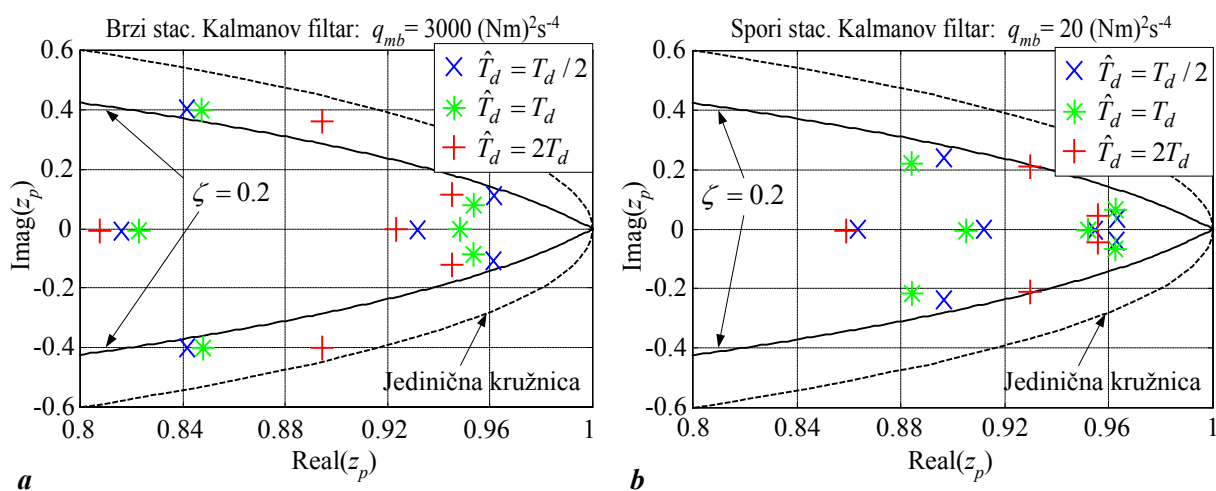 Brzi stac. Kalmanov filtar: q_mb = 3000 (Nm)²s⁻⁴
0.6
0.4
0.2
0
-0.2
-0.4
-0.6
Imag(z_p)
T̂_d = T_d / 2
T̂_d = T_d
T̂_d = 2T_d
ζ = 0.2
Jedinična kružnica
0.8
0.84
0.88
0.92
0.96
1
Real(z_p)
a
Spori stac. Kalmanov filtar: q_mb = 20 (Nm)²s⁻⁴
0.6
0.4
0.2
0
-0.2
-0.4
-0.6
Imag(z_p)
T̂_d = T_d / 2
T̂_d = T_d
T̂_d = 2T_d
ζ = 0.2
Jedinična kružnica
0.8
0.84
0.88
0.92
0.96
1
Real(z_p)
b